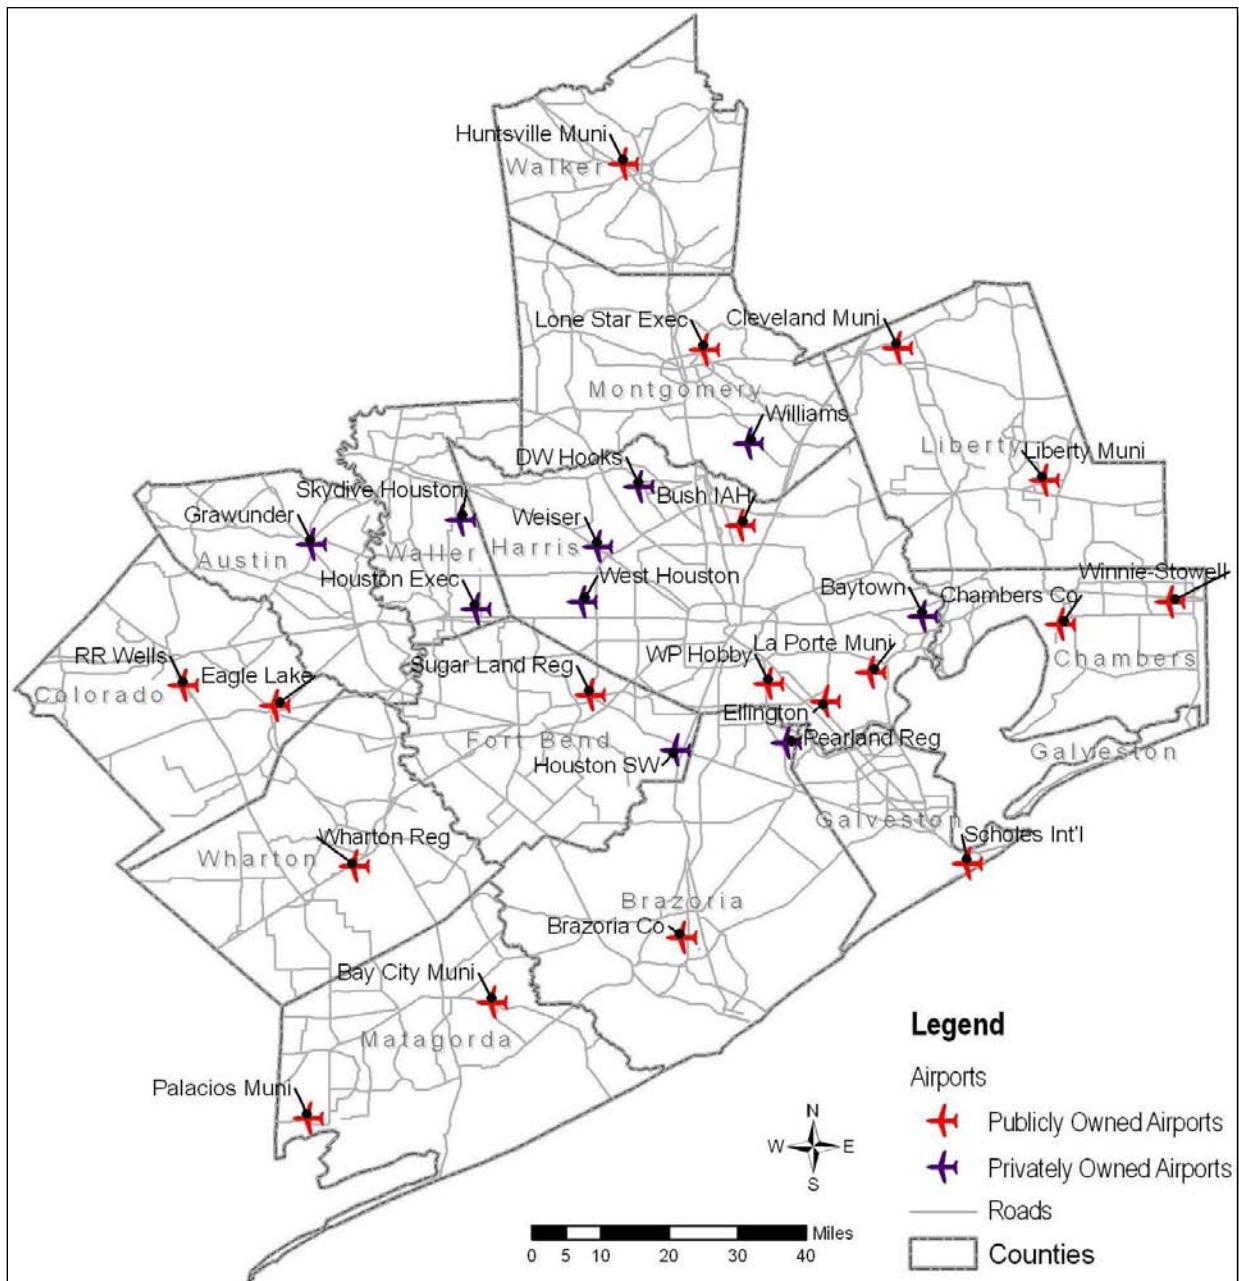 Huntsville Muni
Walker
Lone Star Exec
Cleveland Muni
Montgomery
Williams
Liberty
Liberty Muni
DW Hooks
Skydive Houston
Bush IAH
Grawunder
Weiser
Austin
Waller
Harris
Houston Exec
West Houston
Winnie-Stowell
Baytown
Chambers Co
La Porte Muni
RR Wells
Eagle Lake
Sugar Land Reg
WP Hobby
Chambers
Colorado
Ellington
Fort Bend
Pearland Reg
Houston SW
Galveston
Galveston
Wharton Reg
Scholes Int'l
Wharton
Brazoria
Brazoria Co
Bay City Muni
Matagorda
Palacios Muni
Legend
Airports
Publicly Owned Airports
Privately Owned Airports
Roads
Counties
N
W E
S
Miles
0 5 10 20 30 40